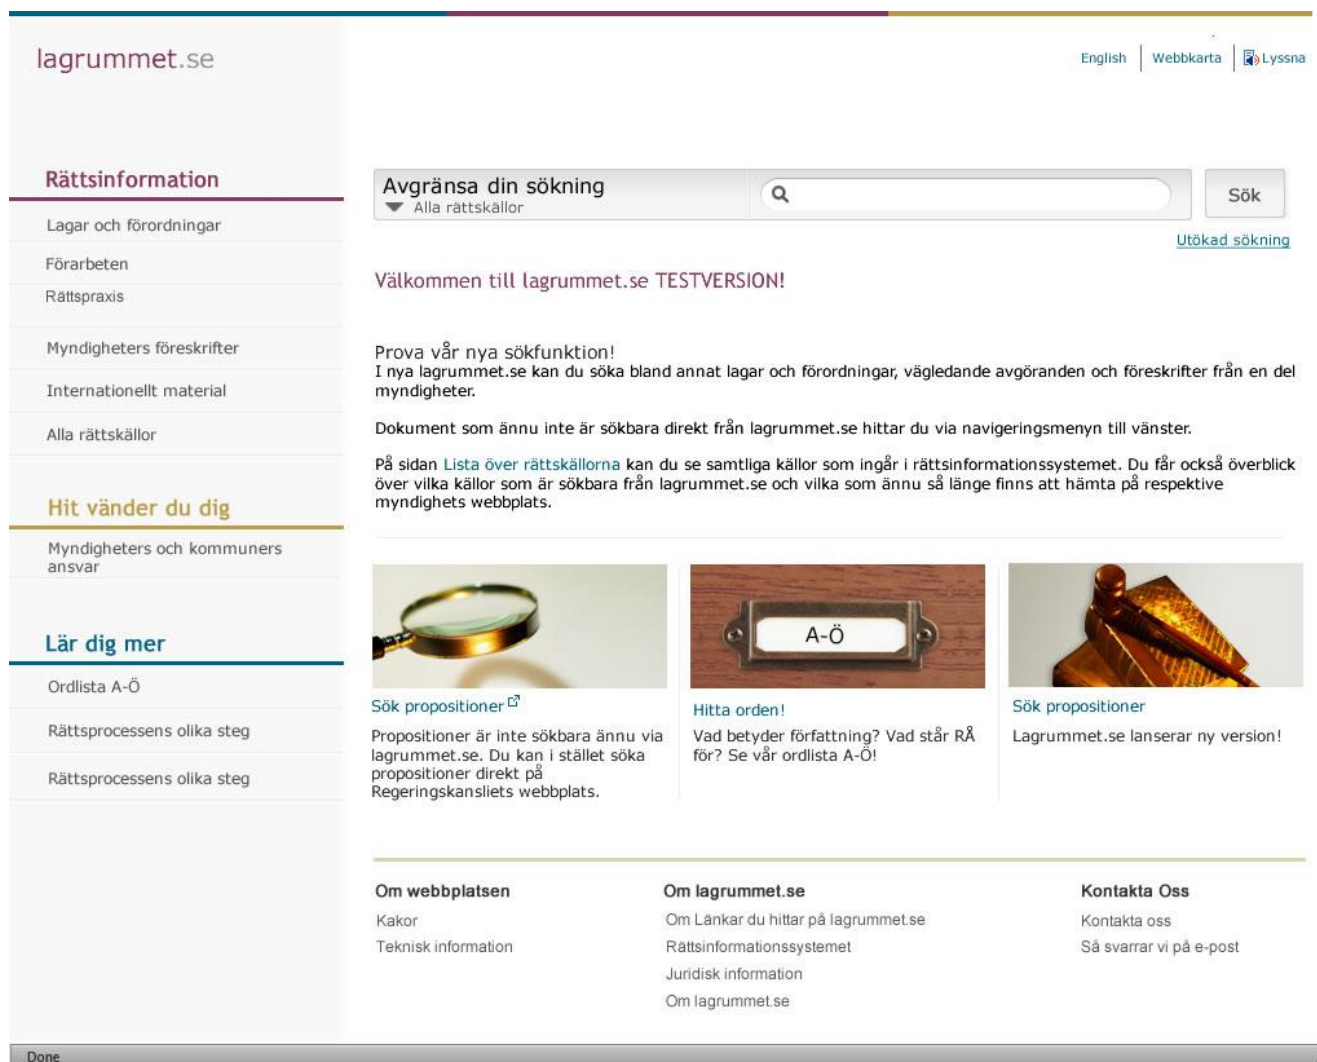 lagrummet.se
English
Webbkarta
Lyssna
Rättsinformation
Lagar och förordningar
Förarbeten
Rättspraxis
Myndigheters föreskrifter
Internationellt material
Alla rättskällor
Hit vänder du dig
Myndigheters och kommuners
ansvar
Lär dig mer
Ordlista A-Ö
Rättsprocessens olika steg
Rättsprocessens olika steg
Avgränsa din sökning
Alla rättskällor
Sök
Utökad sökning
Välkommen till lagrummet.se TESTVERSION!
Prova vår nya sökfunktion!
I nya lagrummet.se kan du söka bland annat lagar och förordningar, vägledande avgöranden och föreskrifter från en del
myndigheter.
Dokument som ännu inte är sökbara direkt från lagrummet.se hittar du via navigeringsmenyn till vänster.
På sidan Lista över rättskällorna kan du se samtliga källor som ingår i rättsinformationssystemet. Du får också överblick
över vilka källor som är sökbara från lagrummet.se och vilka som ännu så länge finns att hämta på respektive
myndighets webbplats.
Sök propositioner
Propositioner är inte sökbara ännu via
lagrummet.se. Du kan i stället söka
propositioner direkt på
Regeringskansliets webbplats.
A-Ö
Hitta orden!
Vad betyder författning? Vad står RÅ
för? Se vår ordlista A-Ö!
Sök propositioner
Lagrummet.se lanserar ny version!
Om webbplatsen
Kakor
Teknisk information
Om lagrummet.se
Om Länkar du hittar på lagrummet.se
Rättsinformationssystemet
Juridisk information
Om lagrummet.se
Kontakta Oss
Kontakta oss
Så svarrar vi på e-post
Done